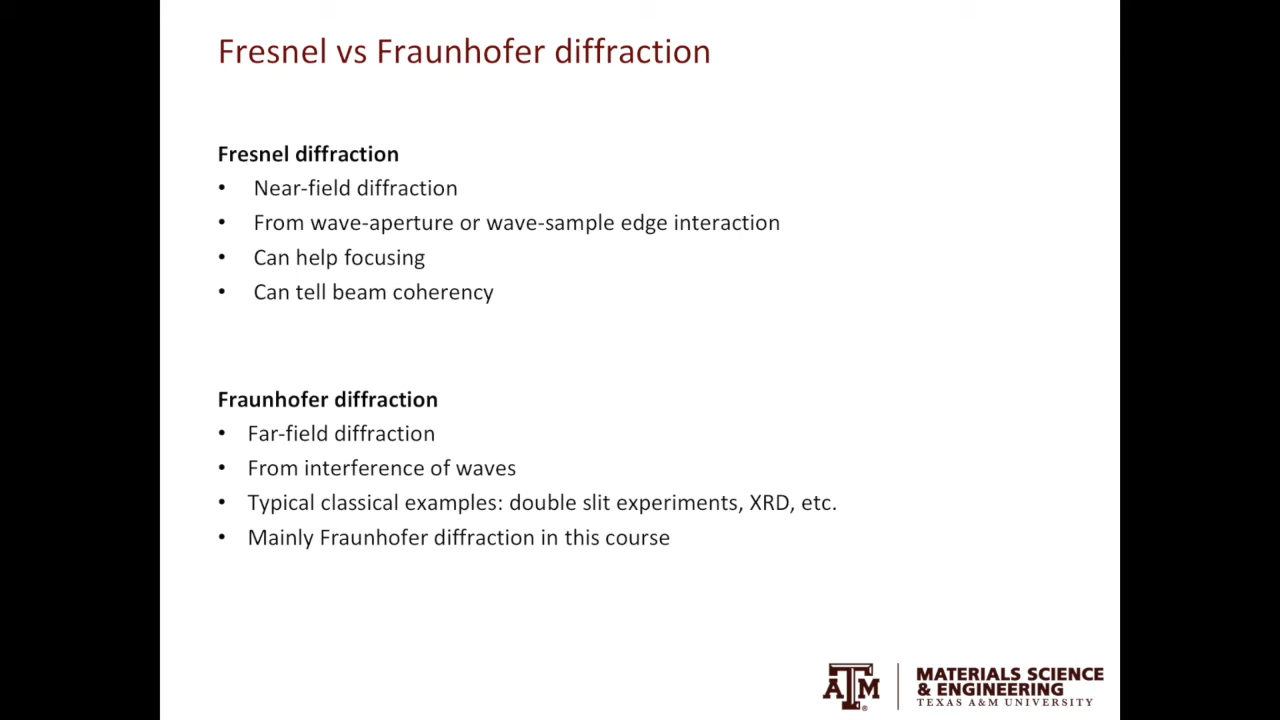 Fresnel vs Fraunhofer diffraction
Fresnel diffraction
• Near-field diffraction
• From wave-aperture or wave-sample edge interaction
• Can help focusing
• Can tell beam coherency
Fraunhofer diffraction
• Far-field diffraction
• From interference of waves
• Typical classical examples: double slit experiments, XRD, etc.
• Mainly Fraunhofer diffraction in this course
ATM®
MATERIALS SCIENCE
& ENGINEERING
TEXAS A&M UNIVERSITY